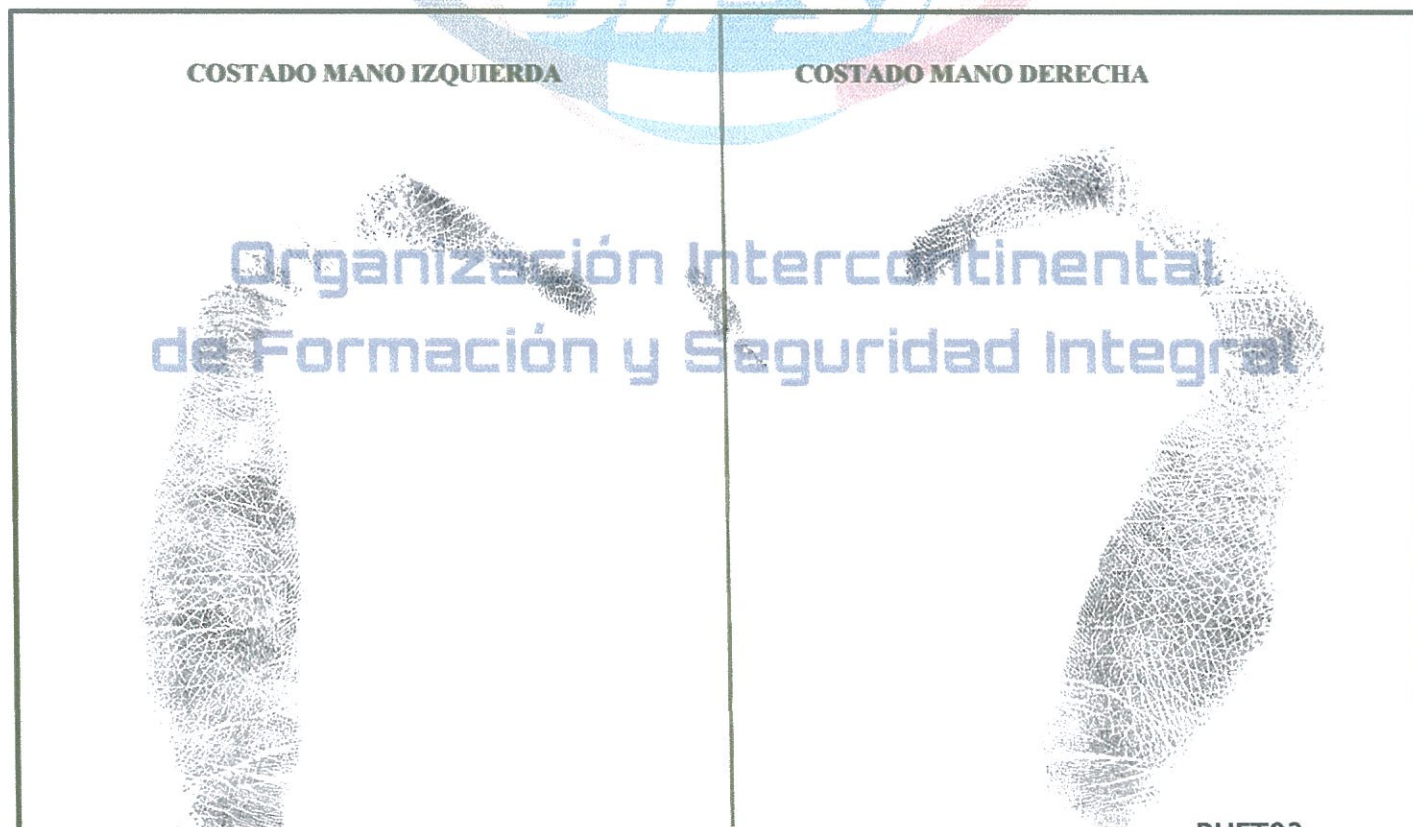 COSTADO MANO IZQUIERDA
COSTADO MANO DERECHA
Organización Intercontinental
de Formación y Seguridad Integral